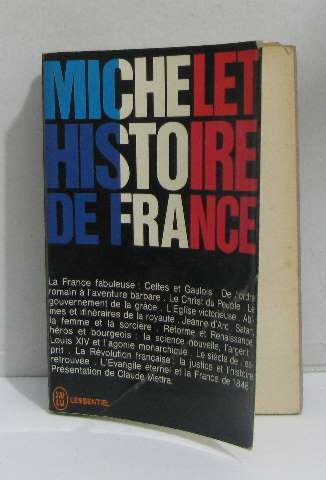 MICHELET
HISTOIRE
DE FRANCE
La France fabuleuse : Celtes et Gaulois. De l'ordre
romain à l'aventure barbare. Le Christ du Peuple. Le
gouvernement de la grâce. L'Eglise victorieuse. Abî-
mes et itinéraires de la royauté. Jeanne d'Arc. Satan,
la femme et la sorcière. Réforme et Renaissance,
héros et bourgeois : la science nouvelle, l'argent.
Louis XIV et l'agonie monarchique. Le siècle de l'es-
prit. La Révolution française : la justice et l'histoire
retrouvée. L'Evangile éternel et la France de 1848.
Présentation de Claude Mettra.
J'AI LU L'ESSENTIEL